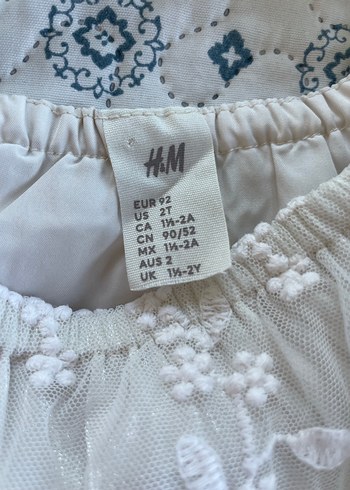 H&M
EUR 92
US 2T
CA 1½-2A
CN 90/52
MX 1½-2A
AUS 2
UK 1½-2Y